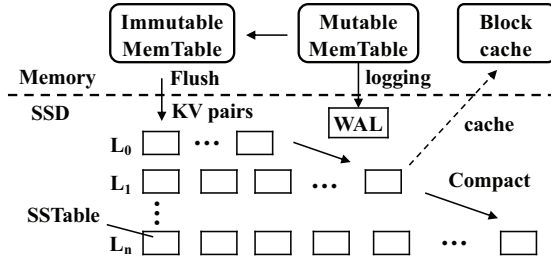 Immutable
MemTable
Mutable
MemTable
Block
cache
Memory
Flush
logging
SSD
KV pairs
WAL
cache
L0
...
L1
...
Compact
SSTable
Ln
...